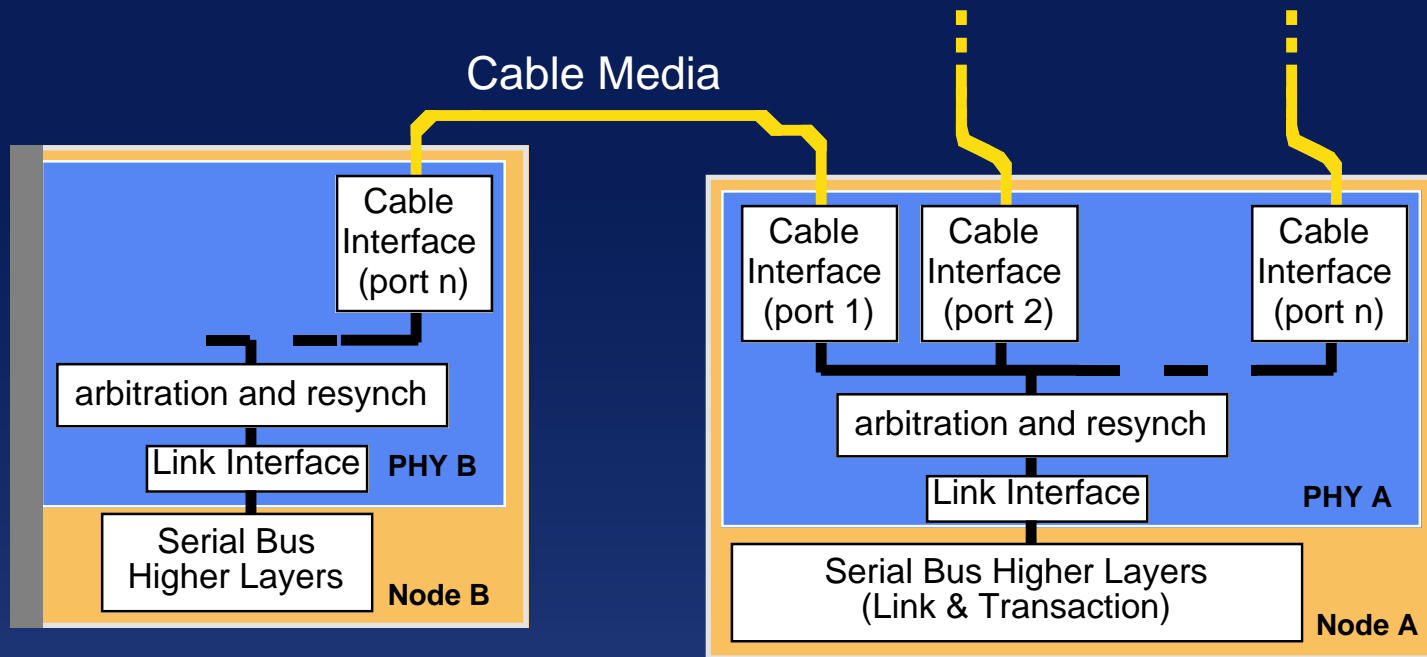 Cable Media
Cable
Interface
(port n)
arbitration and resynch
Link Interface
PHY B
Serial Bus
Higher Layers
Node B
Cable
Interface
(port 1)
Cable
Interface
(port 2)
Cable
Interface
(port n)
arbitration and resynch
Link Interface
PHY A
Serial Bus Higher Layers
(Link & Transaction)
Node A